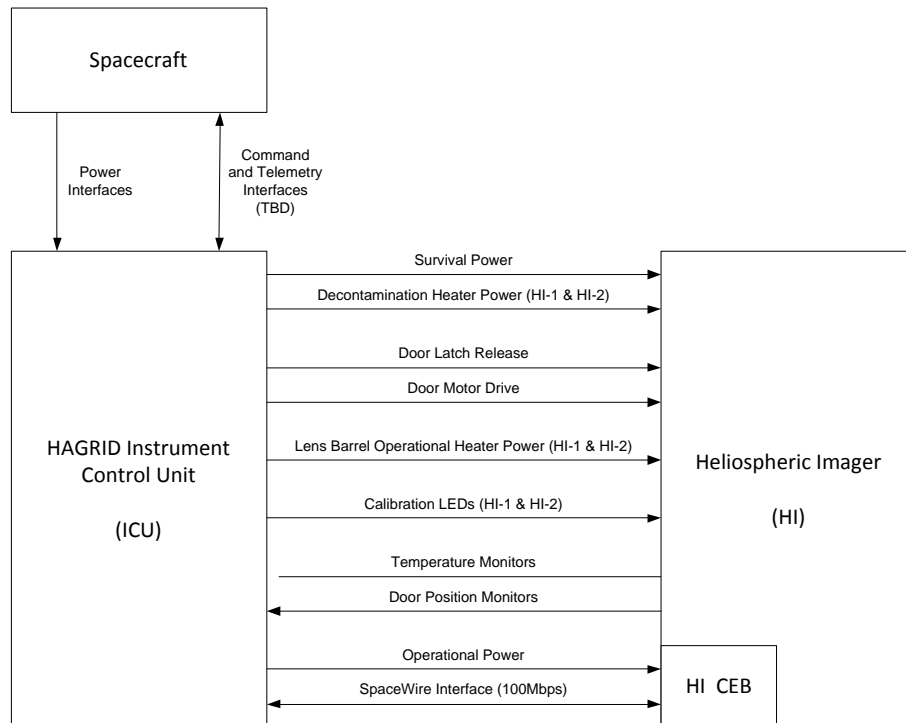 Spacecraft
Power
Interfaces
Command
and Telemetry
Interfaces
(TBD)
HAGRID Instrument
Control Unit
(ICU)
Survival Power
Decontamination Heater Power (HI-1 & HI-2)
Door Latch Release
Door Motor Drive
Lens Barrel Operational Heater Power (HI-1 & HI-2)
Calibration LEDs (HI-1 & HI-2)
Temperature Monitors
Door Position Monitors
Operational Power
SpaceWire Interface (100Mbps)
Heliospheric Imager
(HI)
HI CEB